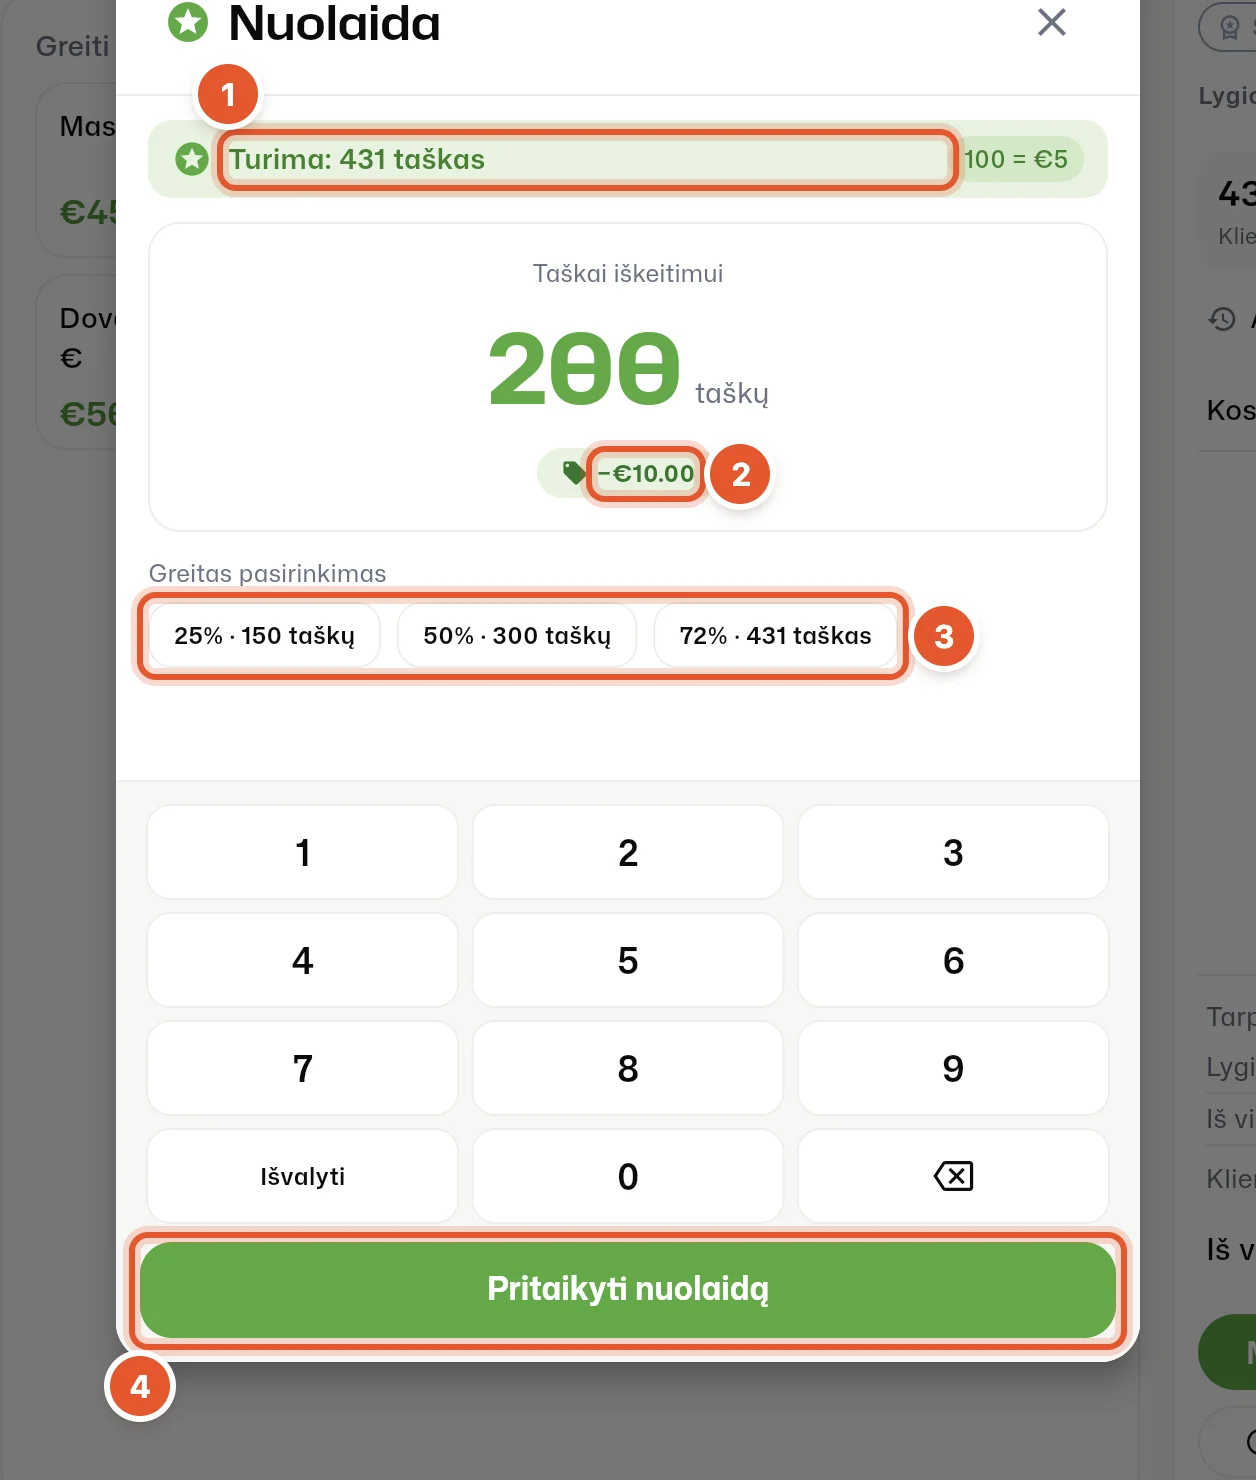 Nuolaida
Greiti
1
Mas
Turima: 431 taškas
100 = €5
€45
Taškai iškeitimui
200 taškų
Dov
€
€5
−€10.00
2
Greitas pasirinkimas
25% · 150 taškų
50% · 300 taškų
72% · 431 taškas
3
1
2
3
4
5
6
7
8
9
Išvalyti
0
Pritaikyti nuolaidą
4
Lygi
43
Klie
Kos
Tarp
Lygi
Iš vi
Klie
Iš v